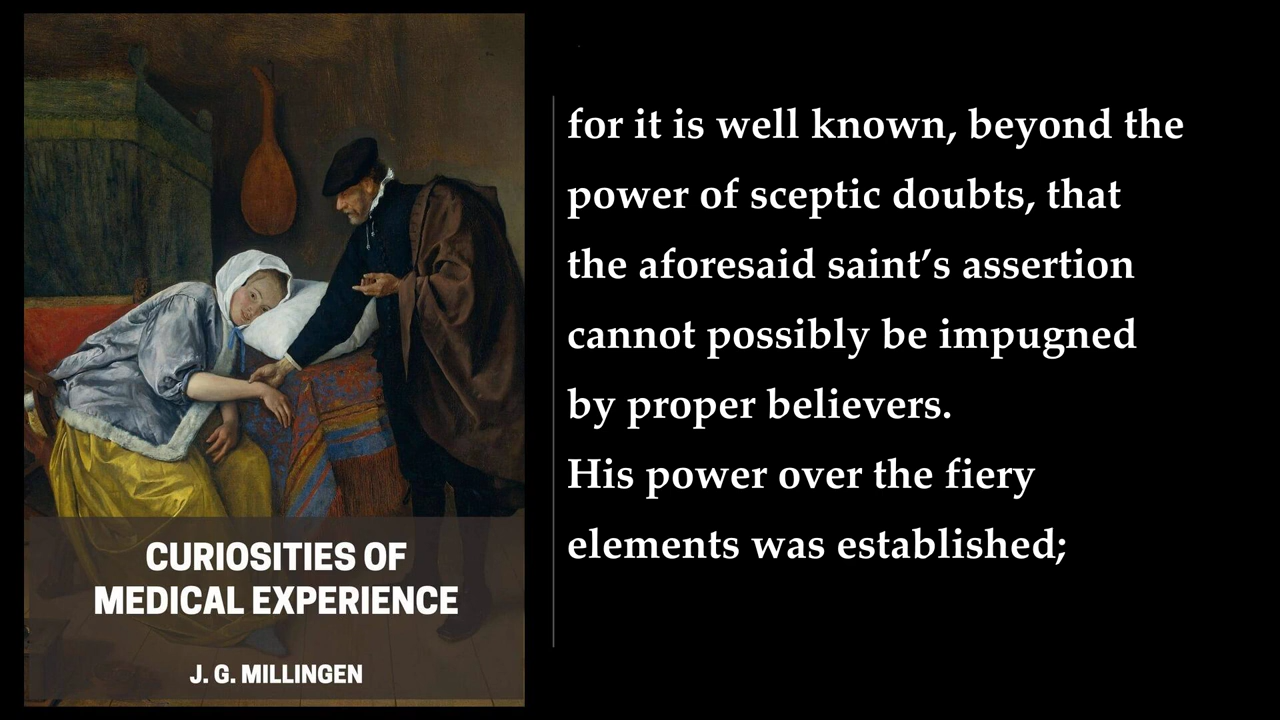 for it is well known, beyond the
power of sceptic doubts, that
the aforesaid saint’s assertion
cannot possibly be impugned
by proper believers.
His power over the fiery
elements was established;
CURIOSITIES OF
MEDICAL EXPERIENCE
J. G. MILLINGEN